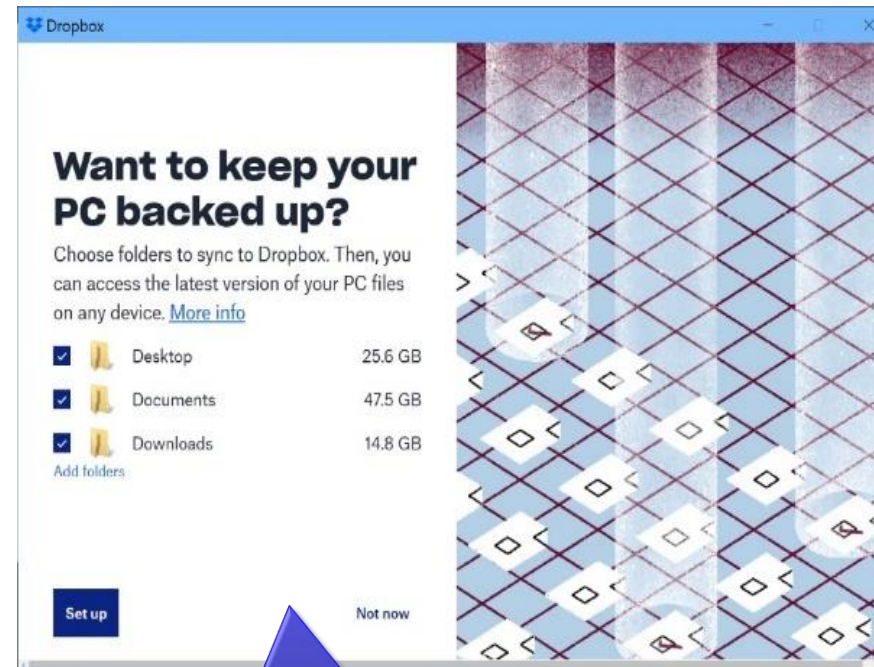 Dropbox
Want to keep your
PC backed up?
Choose folders to sync to Dropbox. Then, you
can access the latest version of your PC files
on any device. More info
Desktop 25.6 GB
Documents 47.5 GB
Downloads 14.8 GB
Add folders
Set up Not now